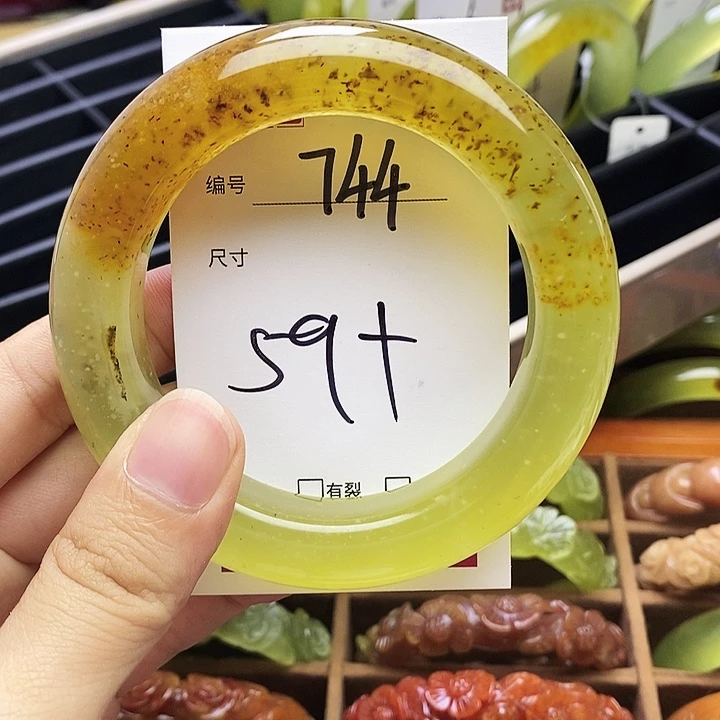 编号 744
尺寸
59+
□有裂 □